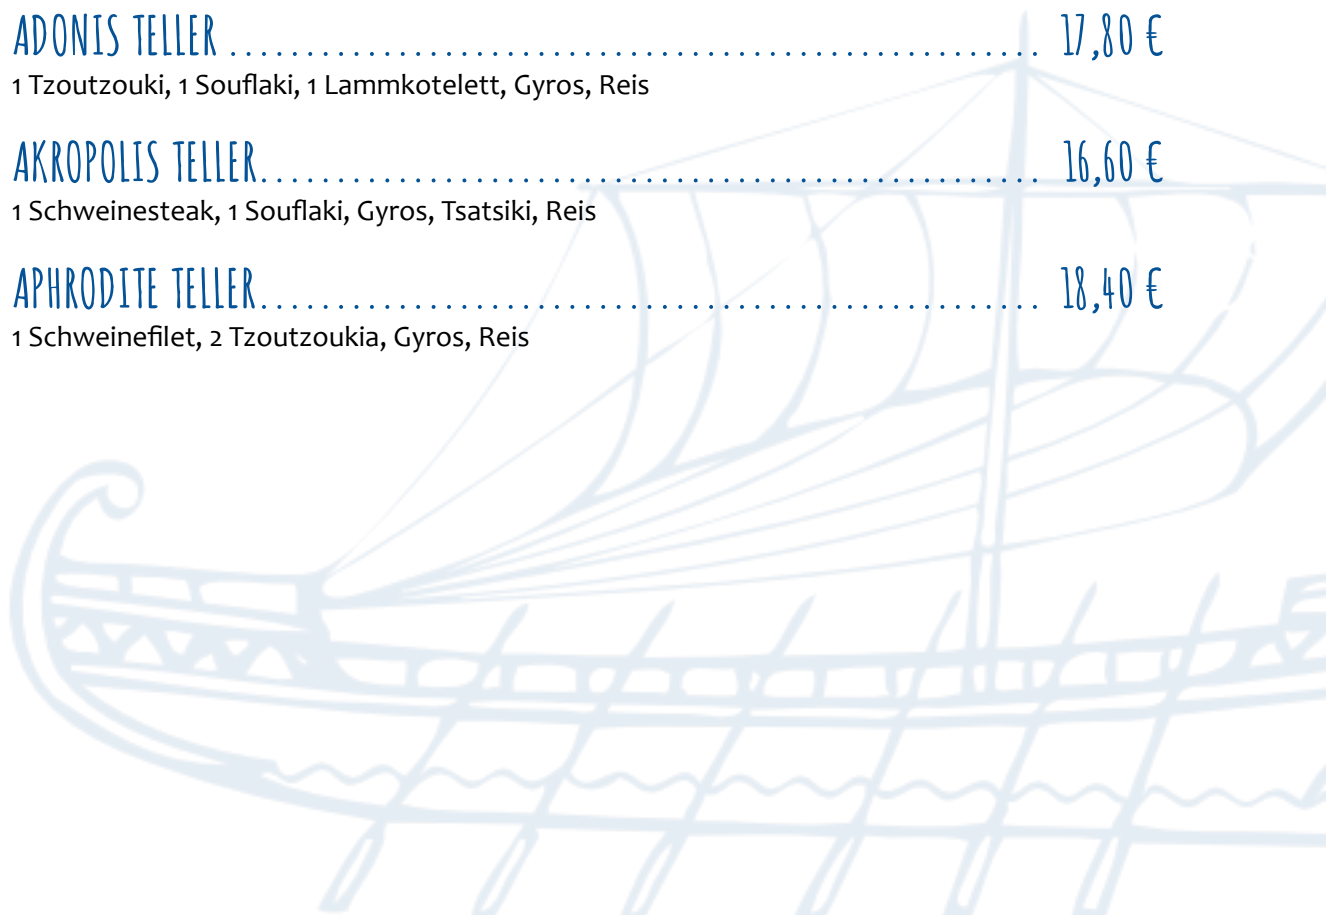 ADONIS TELLER ..................................................... 17,80 €
1 Tzoutzouki, 1 Souflaki, 1 Lammkotelett, Gyros, Reis
AKROPOLIS TELLER................................................... 16,60 €
1 Schweinesteak, 1 Souflaki, Gyros, Tsatsiki, Reis
APHRODITE TELLER................................................... 18,40 €
1 Schweinefilet, 2 Tzoutzoukia, Gyros, Reis